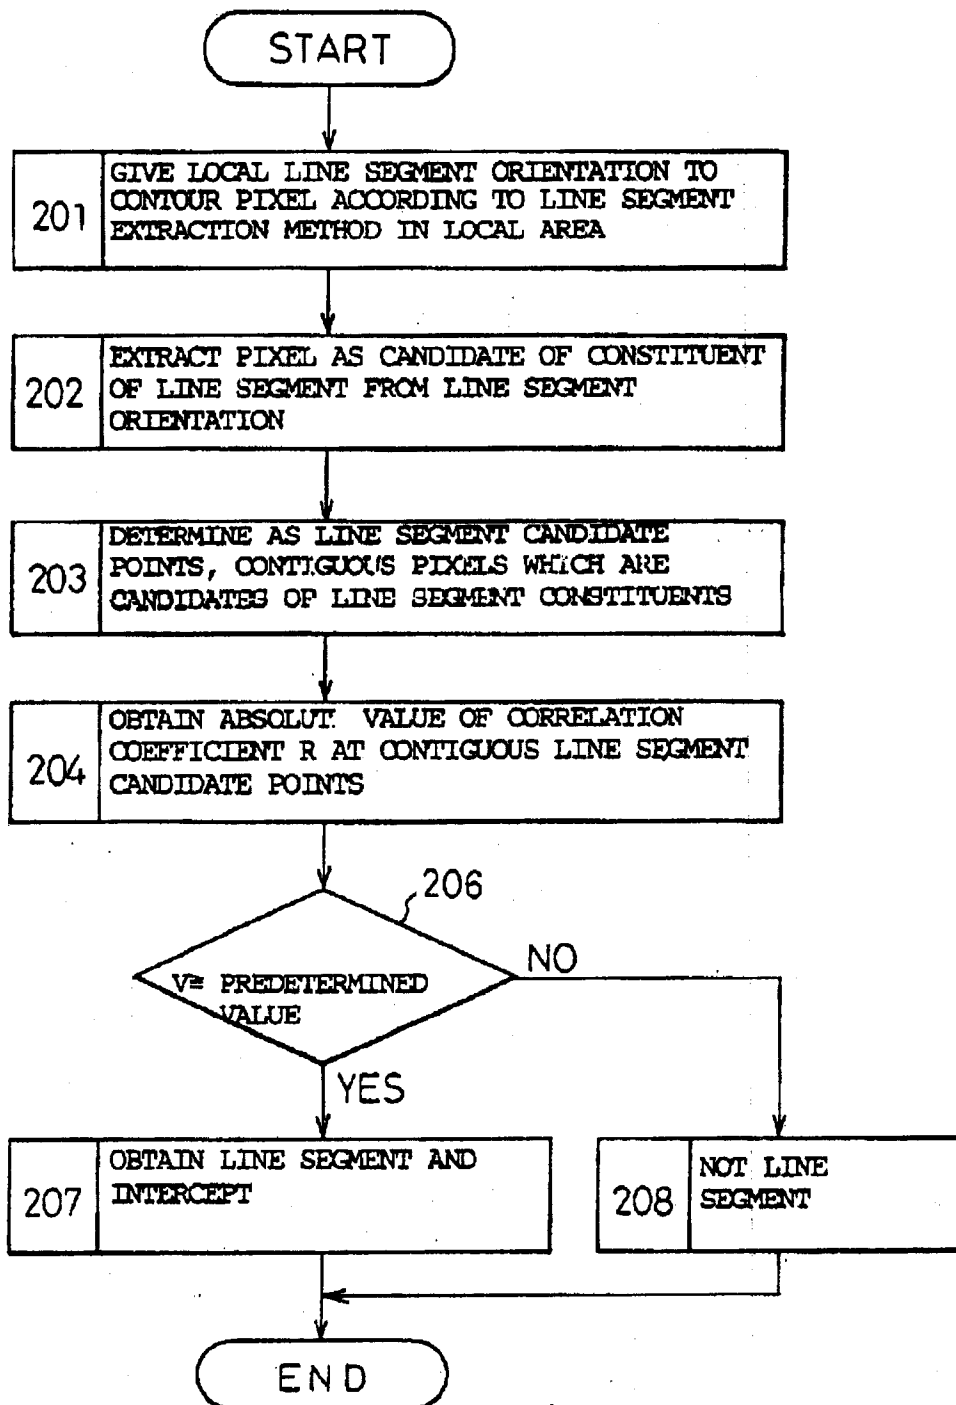 START
201
GIVE LOCAL LINE SEGMENT ORIENTATION TO
CONTOUR PIXEL ACCORDING TO LINE SEGMENT
EXTRACTION METHOD IN LOCAL AREA
202
EXTRACT PIXEL AS CANDIDATE OF CONSTITUENT
OF LINE SEGMENT FROM LINE SEGMENT
ORIENTATION
203
DETERMINE AS LINE SEGMENT CANDIDATE
POINTS, CONTIGUOUS PIXELS WHICH ARE
CANDIDATES OF LINE SEGMENT CONSTITUENTS
204
OBTAIN ABSOLUT VALUE OF CORRELATION
COEFFICIENT R AT CONTIGUOUS LINE SEGMENT
CANDIDATE POINTS
206
V≧ PREDETERMINED
VALUE
NO
YES
207
OBTAIN LINE SEGMENT AND
INTERCEPT
208
NOT LINE
SEGMENT
END